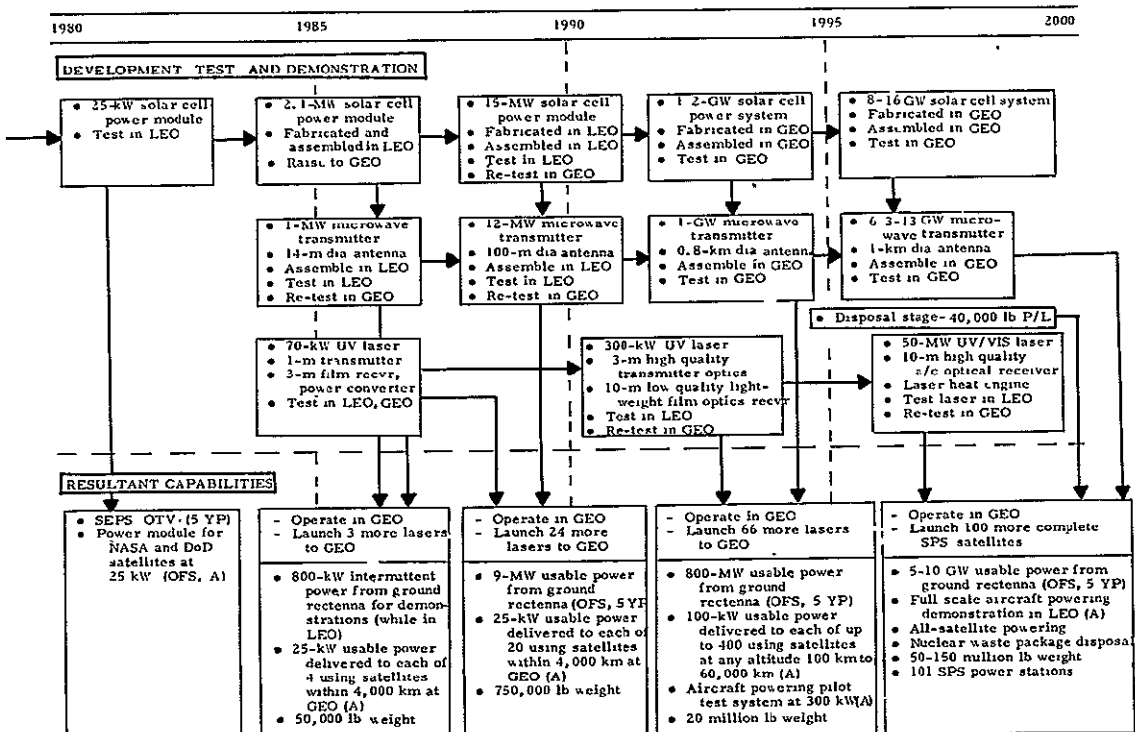 1980 1985 1990 1995 2000
DEVELOPMENT TEST AND DEMONSTRATION
• 25-kW solar cell
power module
• Test in LEO
• 2.1-MW solar cell
power module
• Fabricated and
assembled in LEO
• Raise to GEO
• 15-MW solar cell
power module
• Fabricated in LEO
• Assembled in LEO
• Test in LEO
• Re-test in GEO
• 1 2-GW solar cell
power system
• Fabricated in GEO
• Assembled in GEO
• Test in GEO
• 8-16 GW solar cell system
• Fabricated in GEO
• Assembled in GEO
• Test in GEO
• 1-MW microwave
transmitter
• 14-m dia antenna
• Assemble in LEO
• Test in LEO
• Re-test in GEO
• 12-MW microwave
transmitter
• 100-m dia antenna
• Assemble in LEO
• Test in LEO
• Re-test in GEO
• 1-GW microwave
transmitter
• 0.8-km dia antenna
• Assemble in GEO
• Test in GEO
• 6 3-13 GW micro-
wave transmitter
• 1-km dia antenna
• Assemble in GEO
• Test in GEO
• Disposal stage- 40,000 lb P/L
• 70-kW UV laser
• 1-m transmitter
• 3-m film recvr,
power converter
• Test in LEO, GEO
• 300-kW UV laser
• 3-m high quality
transmitter optics
• 10-m low quality light-
weight film optics recvr
• Test in LEO
• Re-test in GEO
• 50-MW UV/VIS laser
• 10-m high quality
a/c optical receiver
• Laser heat engine
• Test laser in LEO
• Re-test in GEO
RESULTANT CAPABILITIES
• SEPS OTV. (5 YP)
• Power module for
NASA and DoD
satellites at
25 kW (OFS, A)
- Operate in GEO
- Launch 3 more lasers
to GEO
• 800-kW intermittent
power from ground
rectenna for demon-
strations (while in
LEO)
• 25-kW usable power
delivered to each of
4 using satellites
within 4,000 km at
GEO (A)
• 50,000 lb weight
- Operate in GEO
- Launch 24 more
lasers to GEO
• 9-MW usable power
from ground
rectenna (OFS, 5 YP
• 25-kW usable power
delivered to each of
20 using satellites
within 4,000 km at
GEO (A)
• 750,000 lb weight
- Operate in GEO
- Launch 66 more lasers
to GEO
• 800-MW usable power
from ground
rectenna (OFS, 5 YP)
• 100-kW usable power
delivered to each of up
to 400 using satellites
at any altitude 100 km to
60,000 km (A)
• Aircraft powering pilot
test system at 300 kW(A)
• 20 million lb weight
- Operate in GEO
- Launch 100 more complete
SPS satellites
• 5-10 GW usable power from
ground rectenna (OFS, 5 YP)
• Full scale aircraft powering
demonstration in LEO (A)
• All-satellite powering
• Nuclear waste package disposal
• 50-150 million lb weight
• 101 SPS power stations